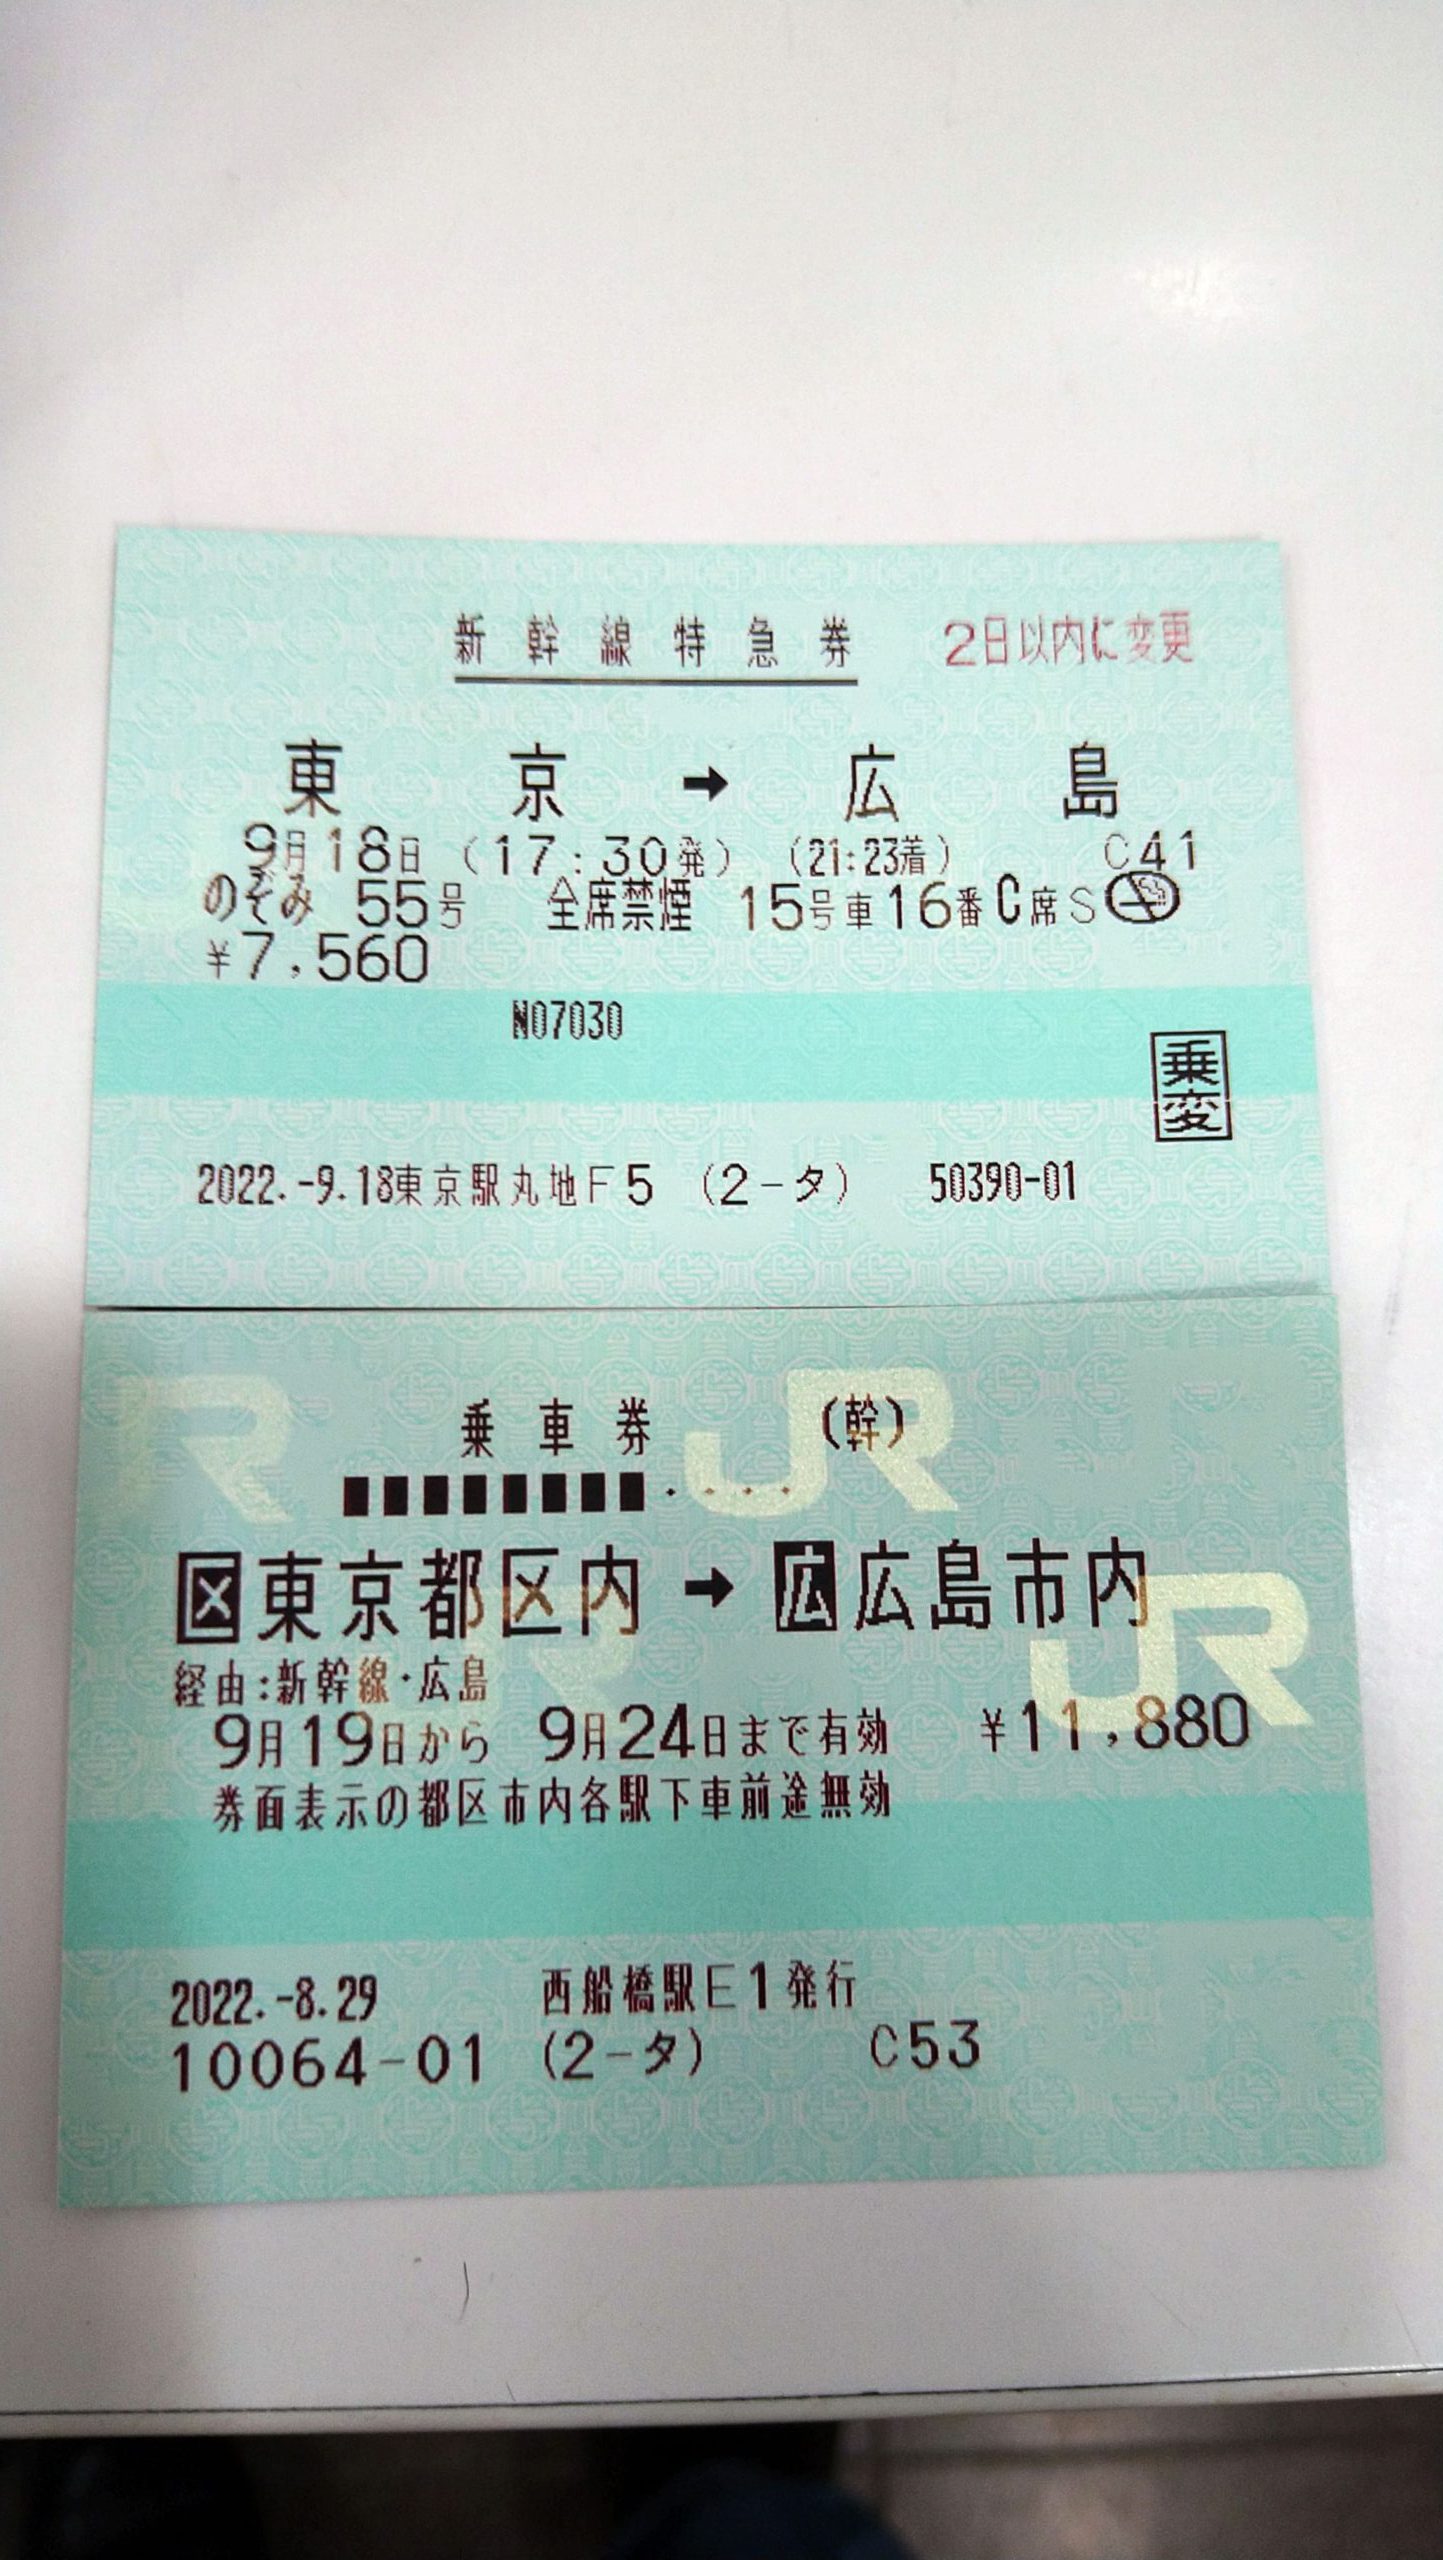 新幹線特急券 2日以内に変更
東京 → 広島
9月18日 (17:30発) (21:23着) C41
のぞみ 55号 全席禁煙 15号車16番C席 S
¥7,560
N07030
乗変
2022.-9.18東京駅丸地F5 (2-タ) 50390-01
JR
乗車券 (幹)
区 東京都区内 → 広 広島市内
経由:新幹線・広島
9月19日から 9月24日まで有効 ¥11,880
券面表示の都区市内各駅下車前途無効
2022.-8.29 西船橋駅E1発行
10064-01 (2-タ) C53